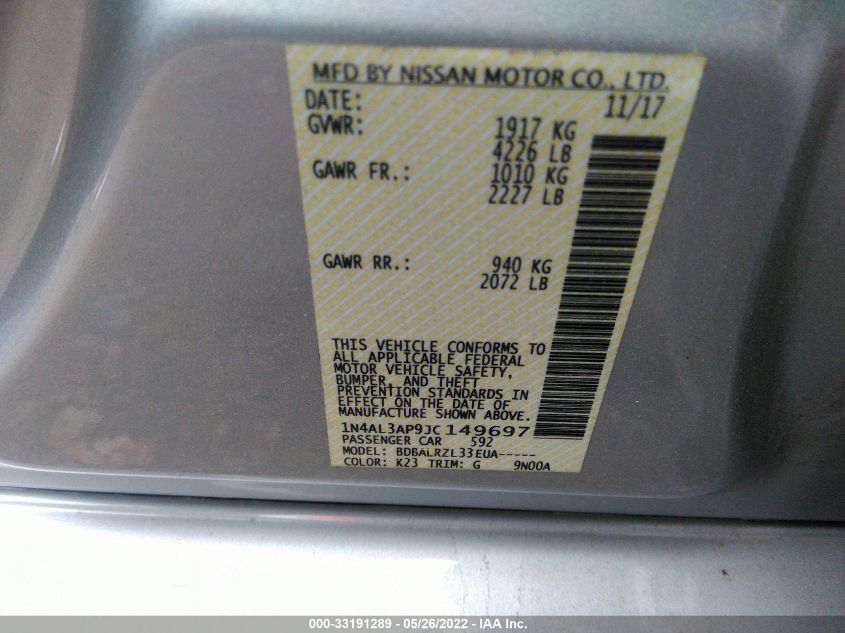 MFD BY NISSAN MOTOR CO., LTD.
DATE: 11/17
GVWR: 1917 KG
4226 LB
GAWR FR.: 1010 KG
2227 LB
GAWR RR.: 940 KG
2072 LB
THIS VEHICLE CONFORMS TO
ALL APPLICABLE FEDERAL
MOTOR VEHICLE SAFETY,
BUMPER, AND THEFT
PREVENTION STANDARDS IN
EFFECT ON THE DATE OF
MANUFACTURE SHOWN ABOVE.
1N4AL3AP9JC149697
PASSENGER CAR 592
MODEL: BDBALRZL33EUA-----
COLOR: K23 TRIM: G 9N00A
000-33191289 - 05/26/2022 - IAA Inc.